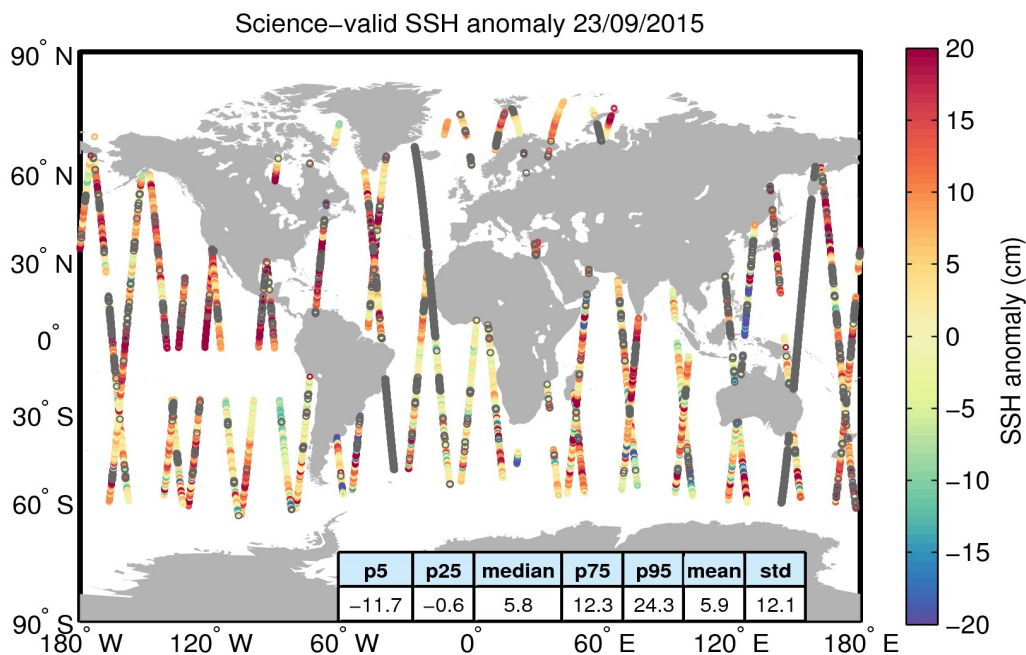 Science−valid SSH anomaly 23/09/2015
90° N
60° N
30° N
0°
30° S
60° S
90° S
180° W
120° W
60° W
0°
60° E
120° E
180° E
p5 p25 median p75 p95 mean std
−11.7 −0.6 5.8 12.3 24.3 5.9 12.1
20
15
10
5
0
−5
−10
−15
−20
SSH anomaly (cm)